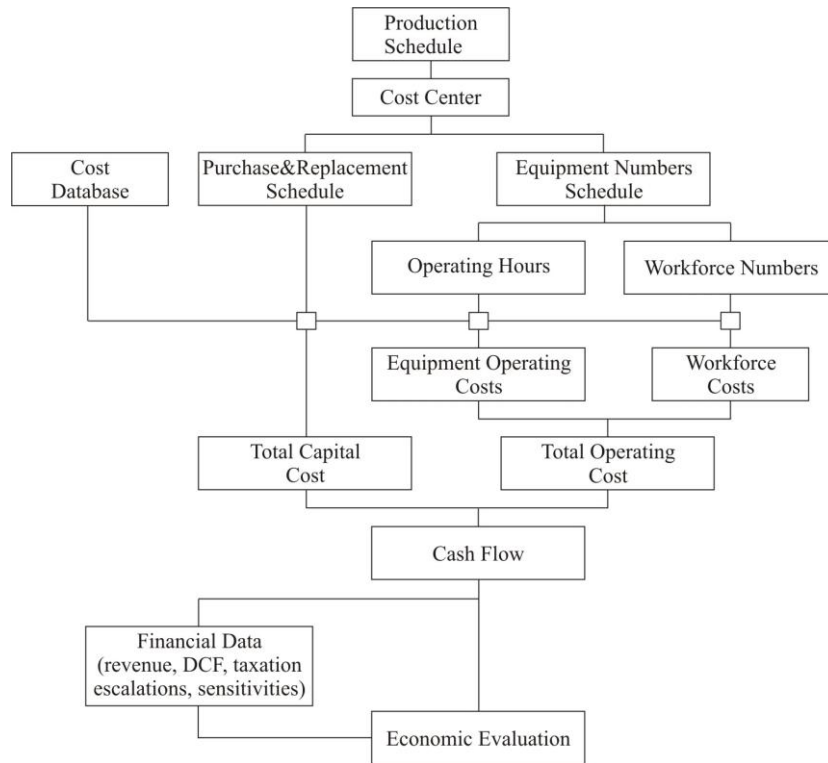 Production
Schedule
Cost Center
Cost
Database
Purchase&Replacement
Schedule
Equipment Numbers
Schedule
Operating Hours
Workforce Numbers
Equipment Operating
Costs
Workforce
Costs
Total Capital
Cost
Total Operating
Cost
Cash Flow
Financial Data
(revenue, DCF, taxation
escalations, sensitivities)
Economic Evaluation